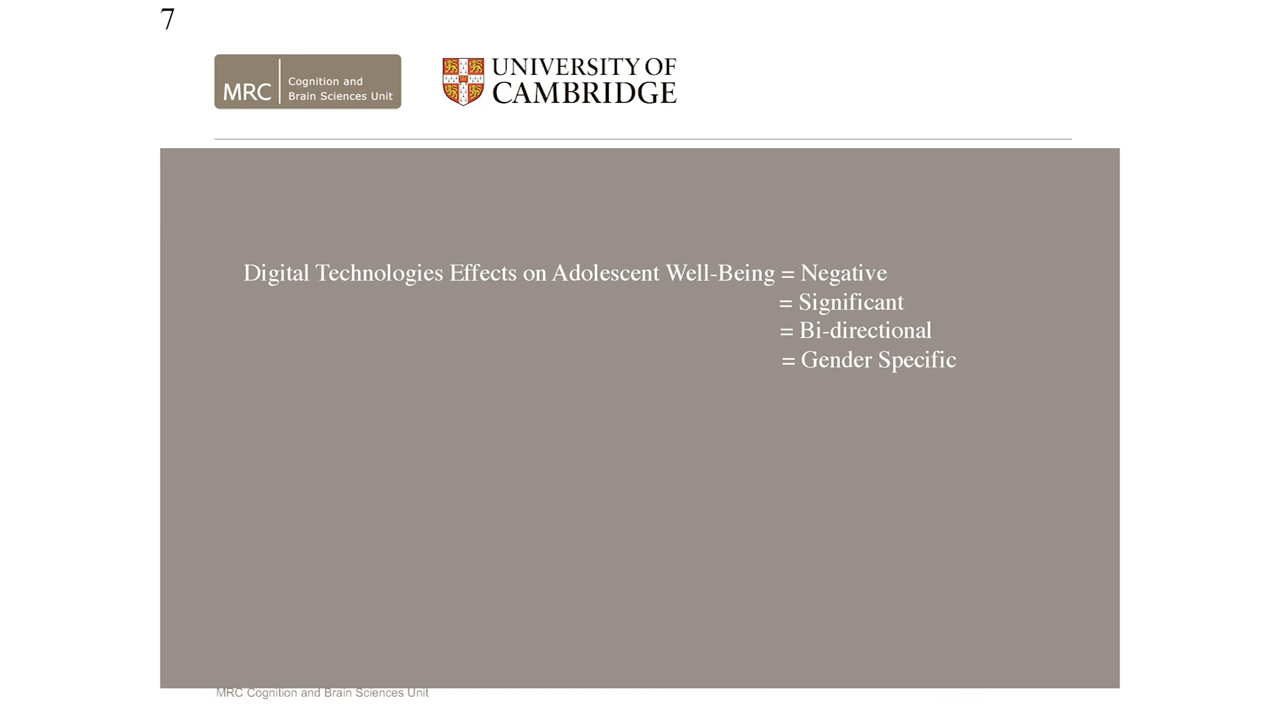 7
MRC
Cognition and
Brain Sciences Unit
UNIVERSITY OF
CAMBRIDGE
Digital Technologies Effects on Adolescent Well-Being = Negative
= Significant
= Bi-directional
= Gender Specific
MRC Cognition and Brain Sciences Unit